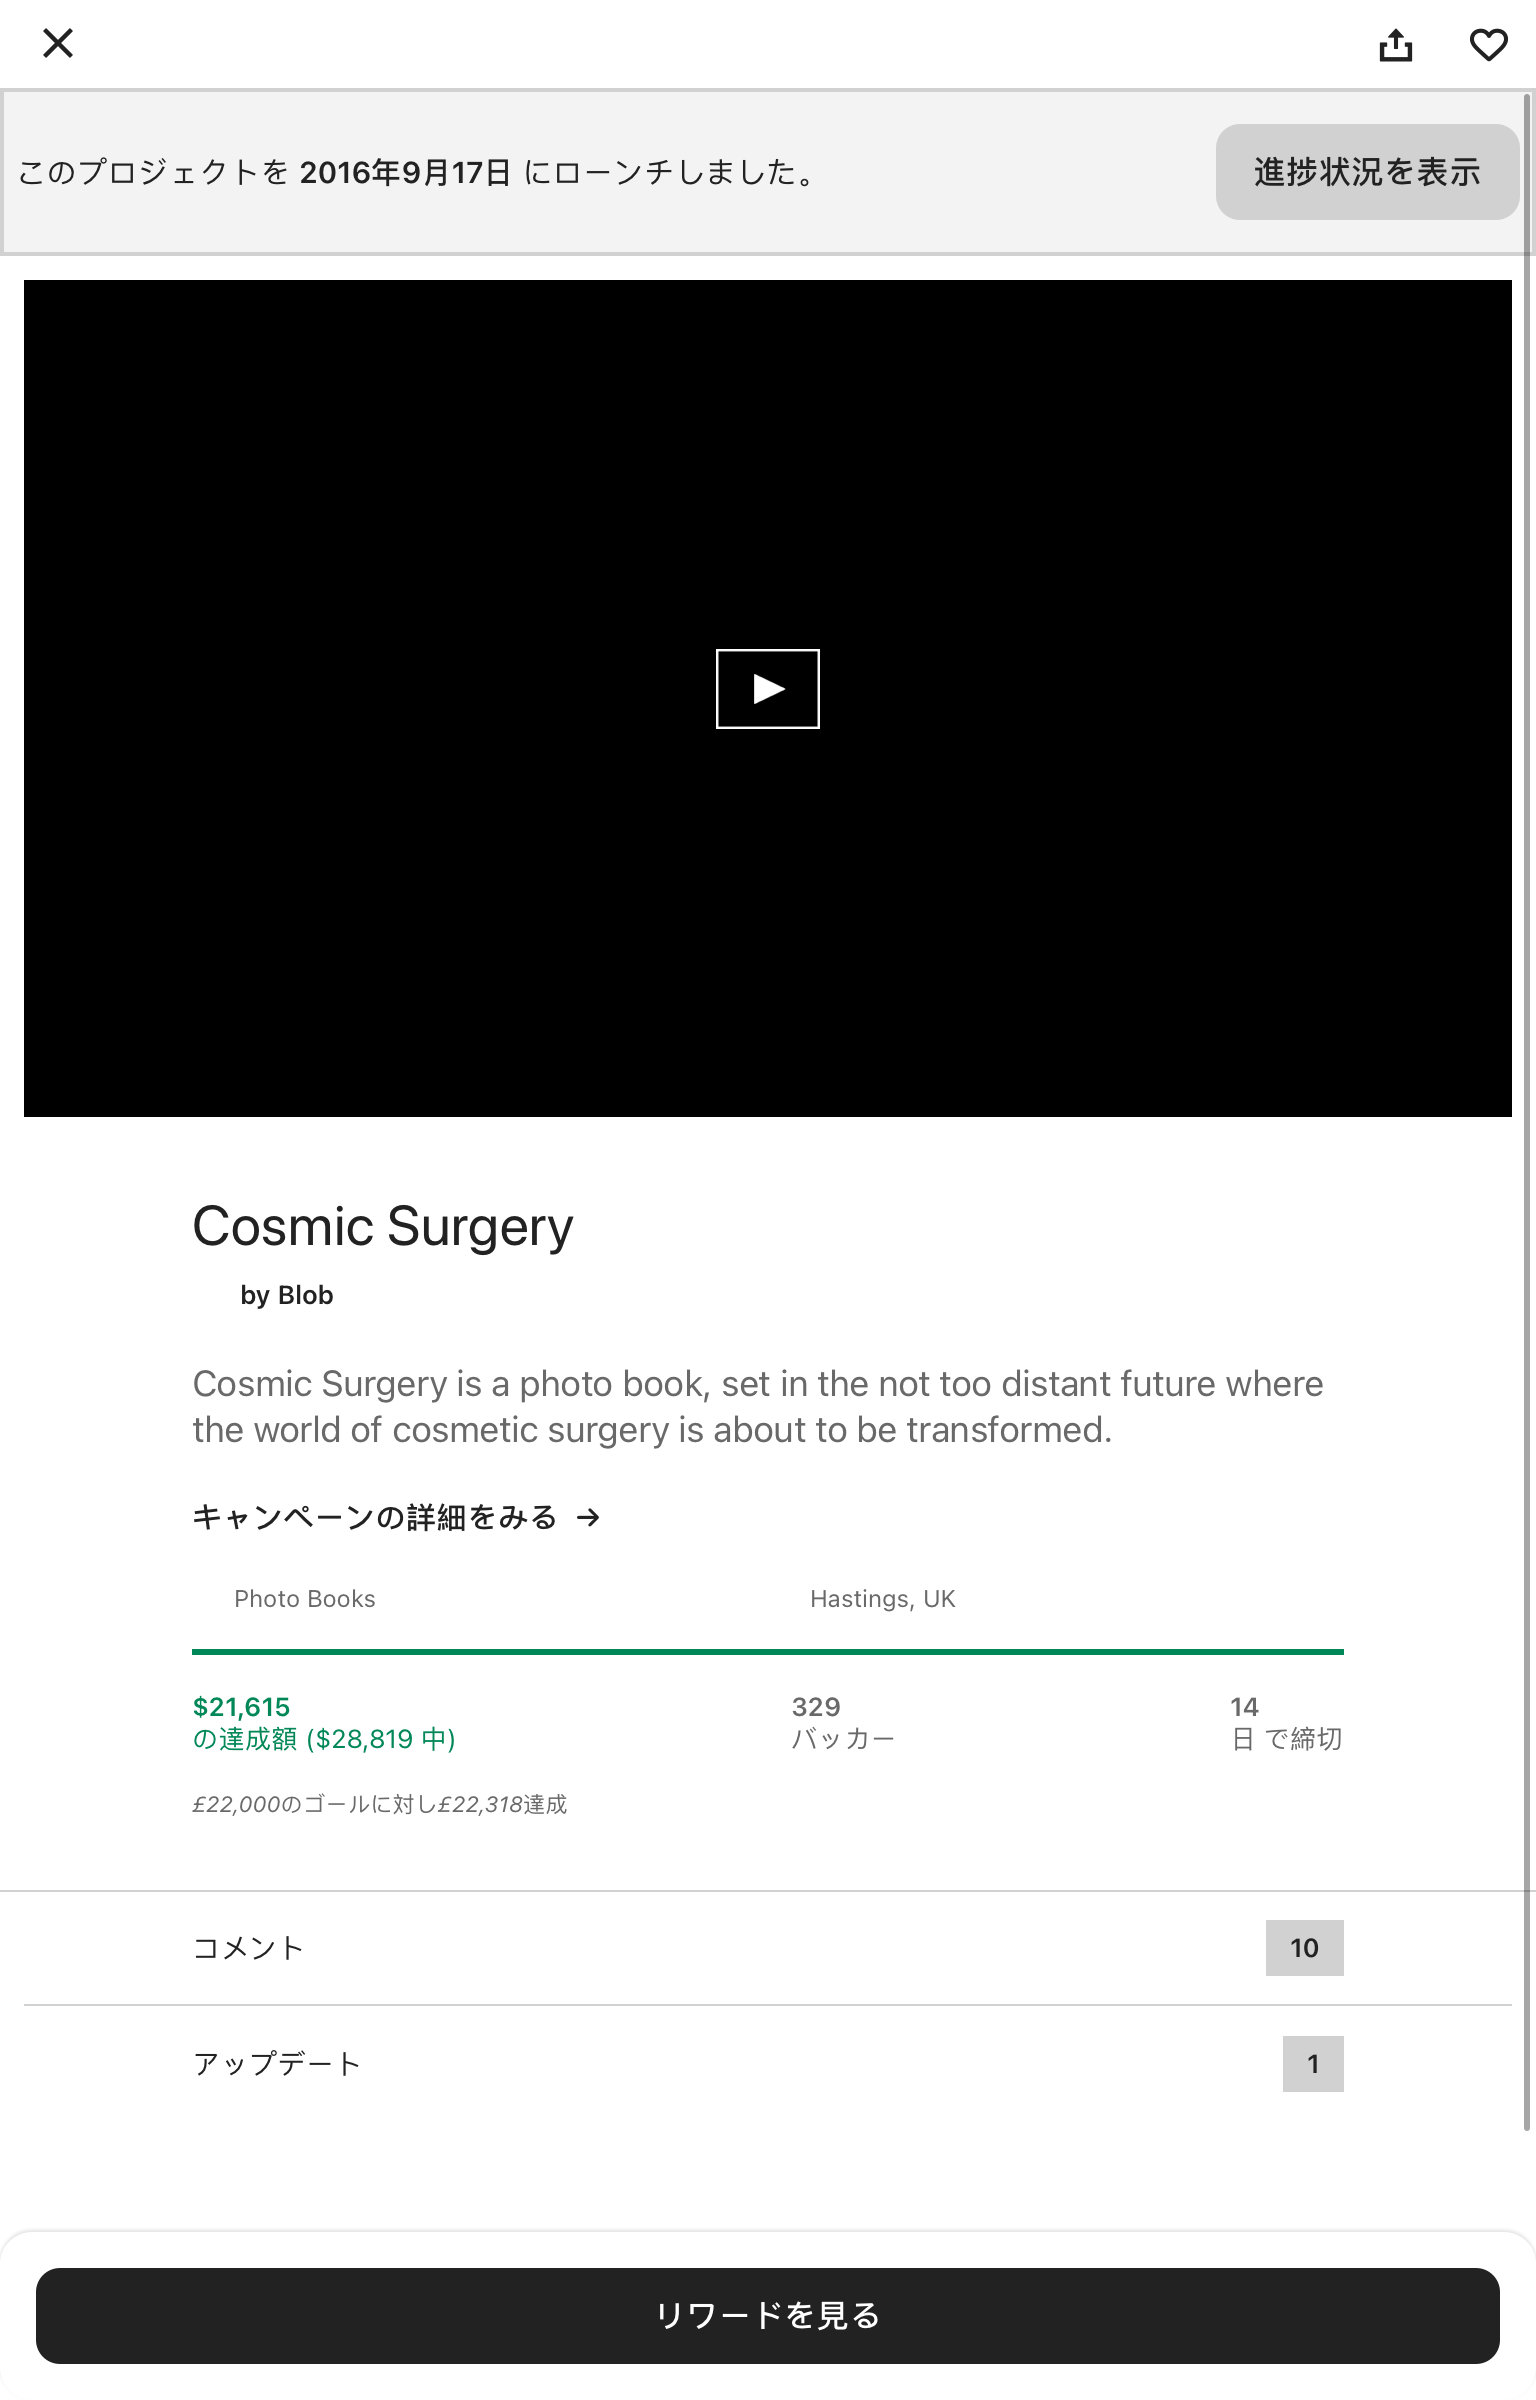 このプロジェクトを 2016年9月17日 にローンチしました。
進捗状況を表示
Cosmic Surgery
by Blob
Cosmic Surgery is a photo book, set in the not too distant future where
the world of cosmetic surgery is about to be transformed.
キャンペーンの詳細をみる →
Photo Books
Hastings, UK
$21,615
の達成額 ($28,819 中)
329
バッカー
14
日 で締切
£22,000のゴールに対し£22,318達成
コメント
10
アップデート
1
リワードを見る